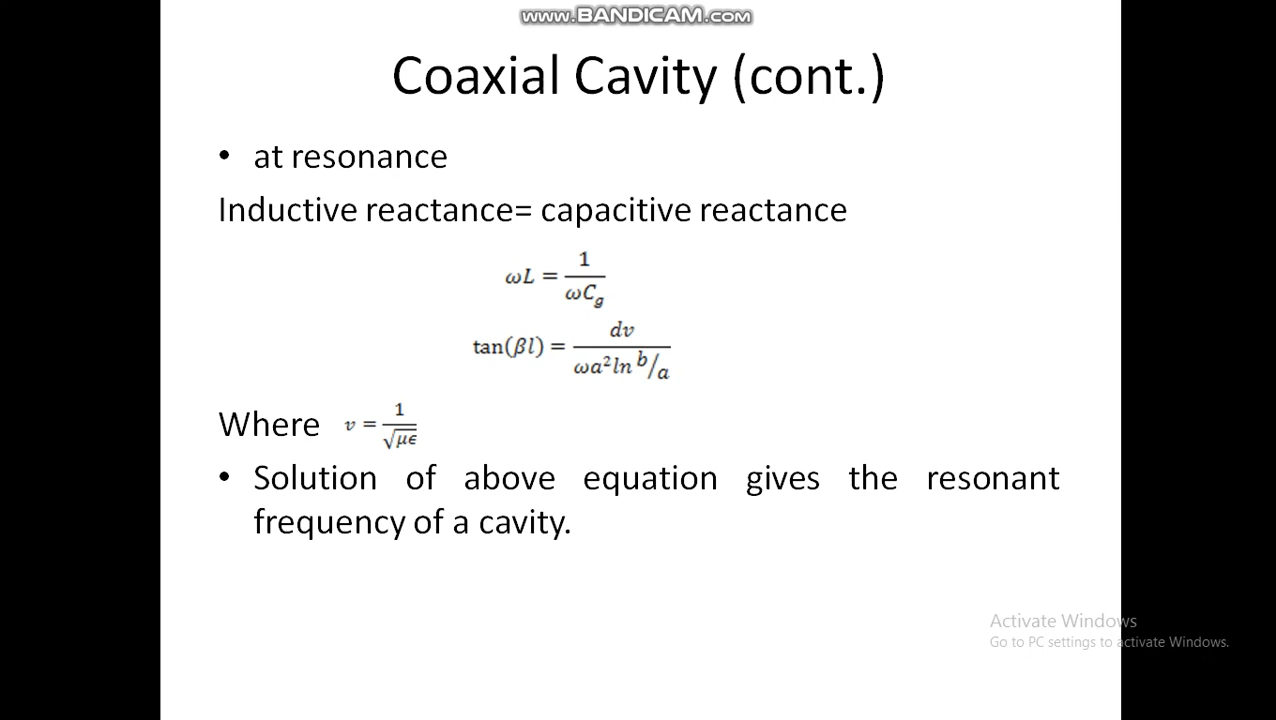 www.BANDICAM.com
Coaxial Cavity (cont.)
• at resonance
Inductive reactance= capacitive reactance
ωL = 1/ωC_g
tan(βl) = dv/ωa²ln b/a
Where v = 1/√με
• Solution of above equation gives the resonant
frequency of a cavity.
Activate Windows
Go to PC settings to activate Windows.